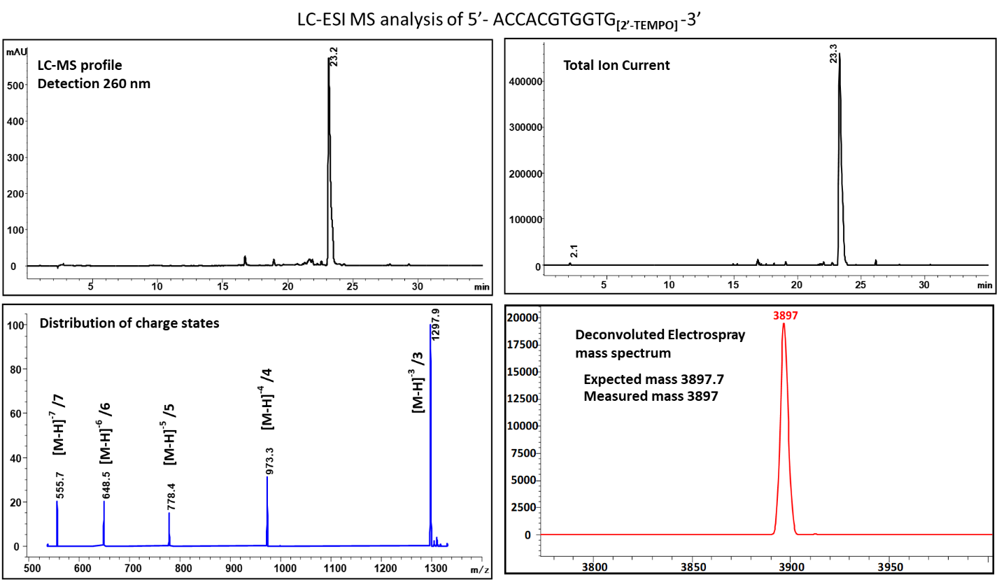 LC-ESI MS analysis of 5’- ACCACGTGGTG[2’-TEMPO] -3’
mAU
LC-MS profile
Detection 260 nm
23.2
500
400
300
200
100
0
5 10 15 20 25 30 min
Total Ion Current
23.3
400000
300000
200000
100000
0
2.1
5 10 15 20 25 30 min
Distribution of charge states
100
80
60
40
20
0
[M-H]-7 /7
555.7
[M-H]-6 /6
648.5
[M-H]-5 /5
778.4
[M-H]-4 /4
973.3
[M-H]-3 /3
1297.9
500 600 700 800 900 1000 1100 1200 1300 m/z
3897
Deconvoluted Electrospray
mass spectrum
Expected mass 3897.7
Measured mass 3897
20000
17500
15000
12500
10000
7500
5000
2500
0
3800 3850 3900 3950